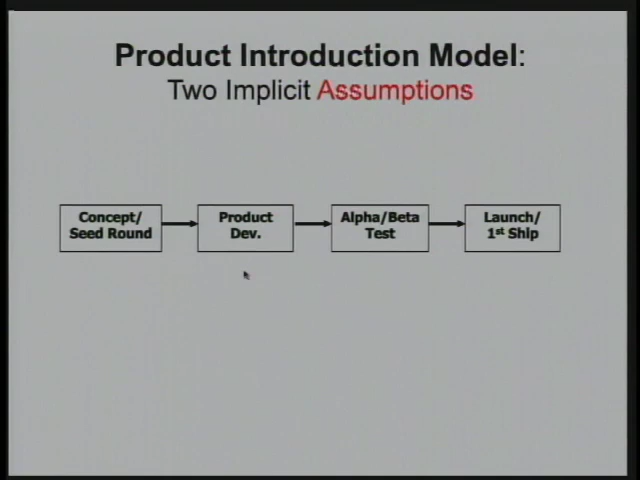 Product Introduction Model:
Two Implicit Assumptions
Concept/
Seed Round
Product
Dev.
Alpha/Beta
Test
Launch/
1st Ship